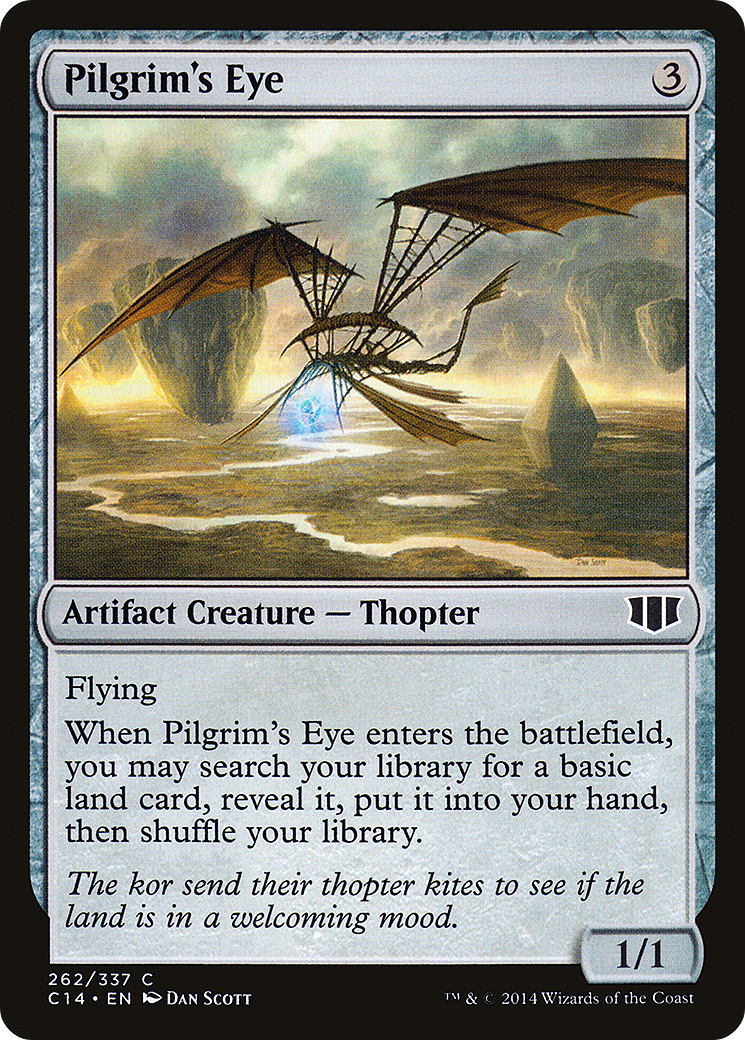 Pilgrim's Eye 3
Dan Scott
Artifact Creature — Thopter
Flying
When Pilgrim's Eye enters the battlefield,
you may search your library for a basic
land card, reveal it, put it into your hand,
then shuffle your library.
The kor send their thopter kites to see if the
land is in a welcoming mood.
1/1
262/337 C
C14 • EN Dan Scott
™ & © 2014 Wizards of the Coast